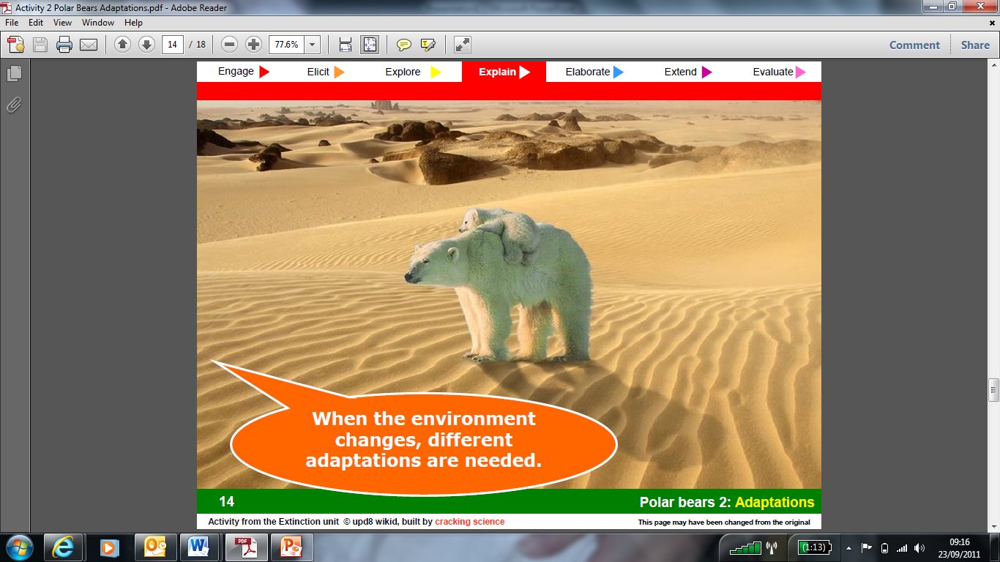 Activity 2 Polar Bears Adaptations.pdf - Adobe Reader
File Edit View Window Help
14 / 18 77.6% Comment Share
Engage Elicit Explore Explain Elaborate Extend Evaluate
When the environment
changes, different
adaptations are needed.
14 Polar bears 2: Adaptations
Activity from the Extinction unit © upd8 wikid, built by cracking science This page may have been changed from the original
PDF
(1:13)
09:16
23/09/2011